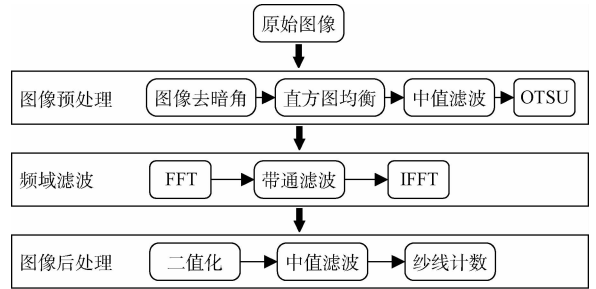 原始图像
图像预处理 图像去暗角 直方图均衡 中值滤波 OTSU
频域滤波 FFT 带通滤波 IFFT
图像后处理 二值化 中值滤波 纱线计数